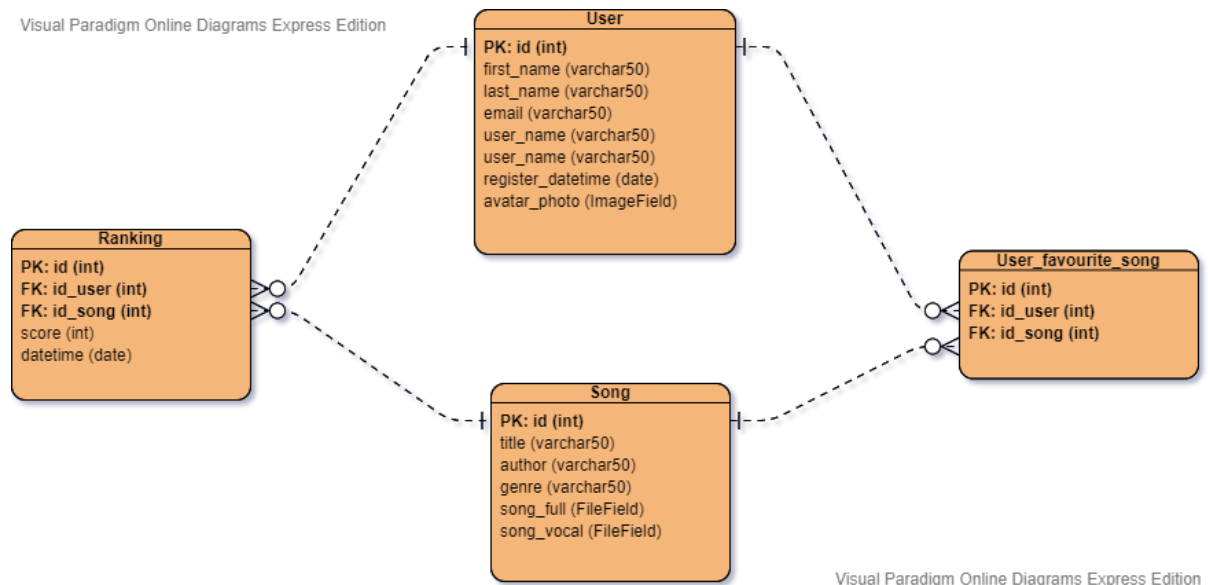 Visual Paradigm Online Diagrams Express Edition
User
PK: id (int)
first_name (varchar50)
last_name (varchar50)
email (varchar50)
user_name (varchar50)
user_name (varchar50)
register_datetime (date)
avatar_photo (ImageField)
Ranking
PK: id (int)
FK: id_user (int)
FK: id_song (int)
score (int)
datetime (date)
User_favourite_song
PK: id (int)
FK: id_user (int)
FK: id_song (int)
Song
PK: id (int)
title (varchar50)
author (varchar50)
genre (varchar50)
song_full (FileField)
song_vocal (FileField)
Visual Paradigm Online Diagrams Express Edition